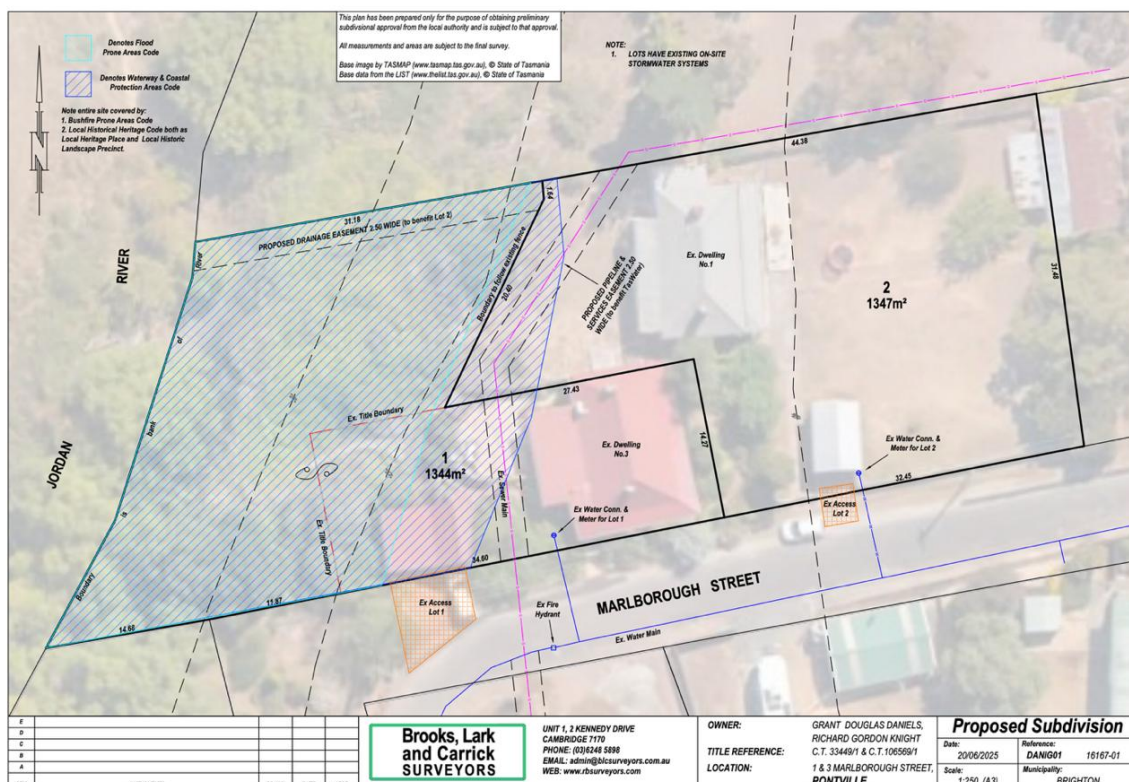 This plan has been prepared only for the purpose of obtaining preliminary
subdivisional approval from the local authority and is subject to that approval.
All measurements and areas are subject to the final survey.
Base image by TASMAP (www.tasmap.tas.gov.au), © State of Tasmania
Base data from the LIST (www.thelist.tas.gov.au), © State of Tasmania
Denotes Flood
Prone Areas Code
Denotes Waterway & Coastal
Protection Areas Code
Note entire site covered by:
1. Bushfire Prone Areas Code
2. Local Historical Heritage Code both as
Local Heritage Place and Local Historic
Landscape Precinct.
NOTE:
1. LOTS HAVE EXISTING ON-SITE
STORMWATER SYSTEMS
44.38
31.18
PROPOSED DRAINAGE EASEMENT 2.50 WIDE (to benefit Lot 2)
1.64
Boundary to follow existing fence
20.40
PROPOSED PIPELINE &
SERVICES EASEMENT 2.50
WIDE (to benefit TasWater)
Ex. Dwelling
No.1
2
1347m²
31.48
RIVER
JORDAN
Boundary is bank of River
Ex. Title Boundary
Ex. Title Boundary
1
1344m²
27.43
14.27
Ex. Dwelling
No.3
Ex. Sewer Main
Ex Water Conn. &
Meter for Lot 1
Ex Water Conn. &
Meter for Lot 2
32.45
Ex Access
Lot 2
34.60
11.97
14.68
Ex Access
Lot 1
Ex Fire
Hydrant
MARLBOROUGH STREET
Ex. Water Main
E
D
C
B
A
Brooks, Lark
and Carrick
SURVEYORS
UNIT 1, 2 KENNEDY DRIVE
CAMBRIDGE 7170
PHONE: (03)6248 5898
EMAIL: admin@blcsurveyors.com.au
WEB: www.rbsurveyors.com
OWNER: GRANT DOUGLAS DANIELS,
RICHARD GORDON KNIGHT
TITLE REFERENCE: C.T. 33449/1 & C.T.106569/1
LOCATION: 1 & 3 MARLBOROUGH STREET,
PONTVILLE
Proposed Subdivision
Date: 20/06/2025
Reference: DANIG01 16167-01
Scale: 1:250 (A3)
Municipality: BRIGHTON